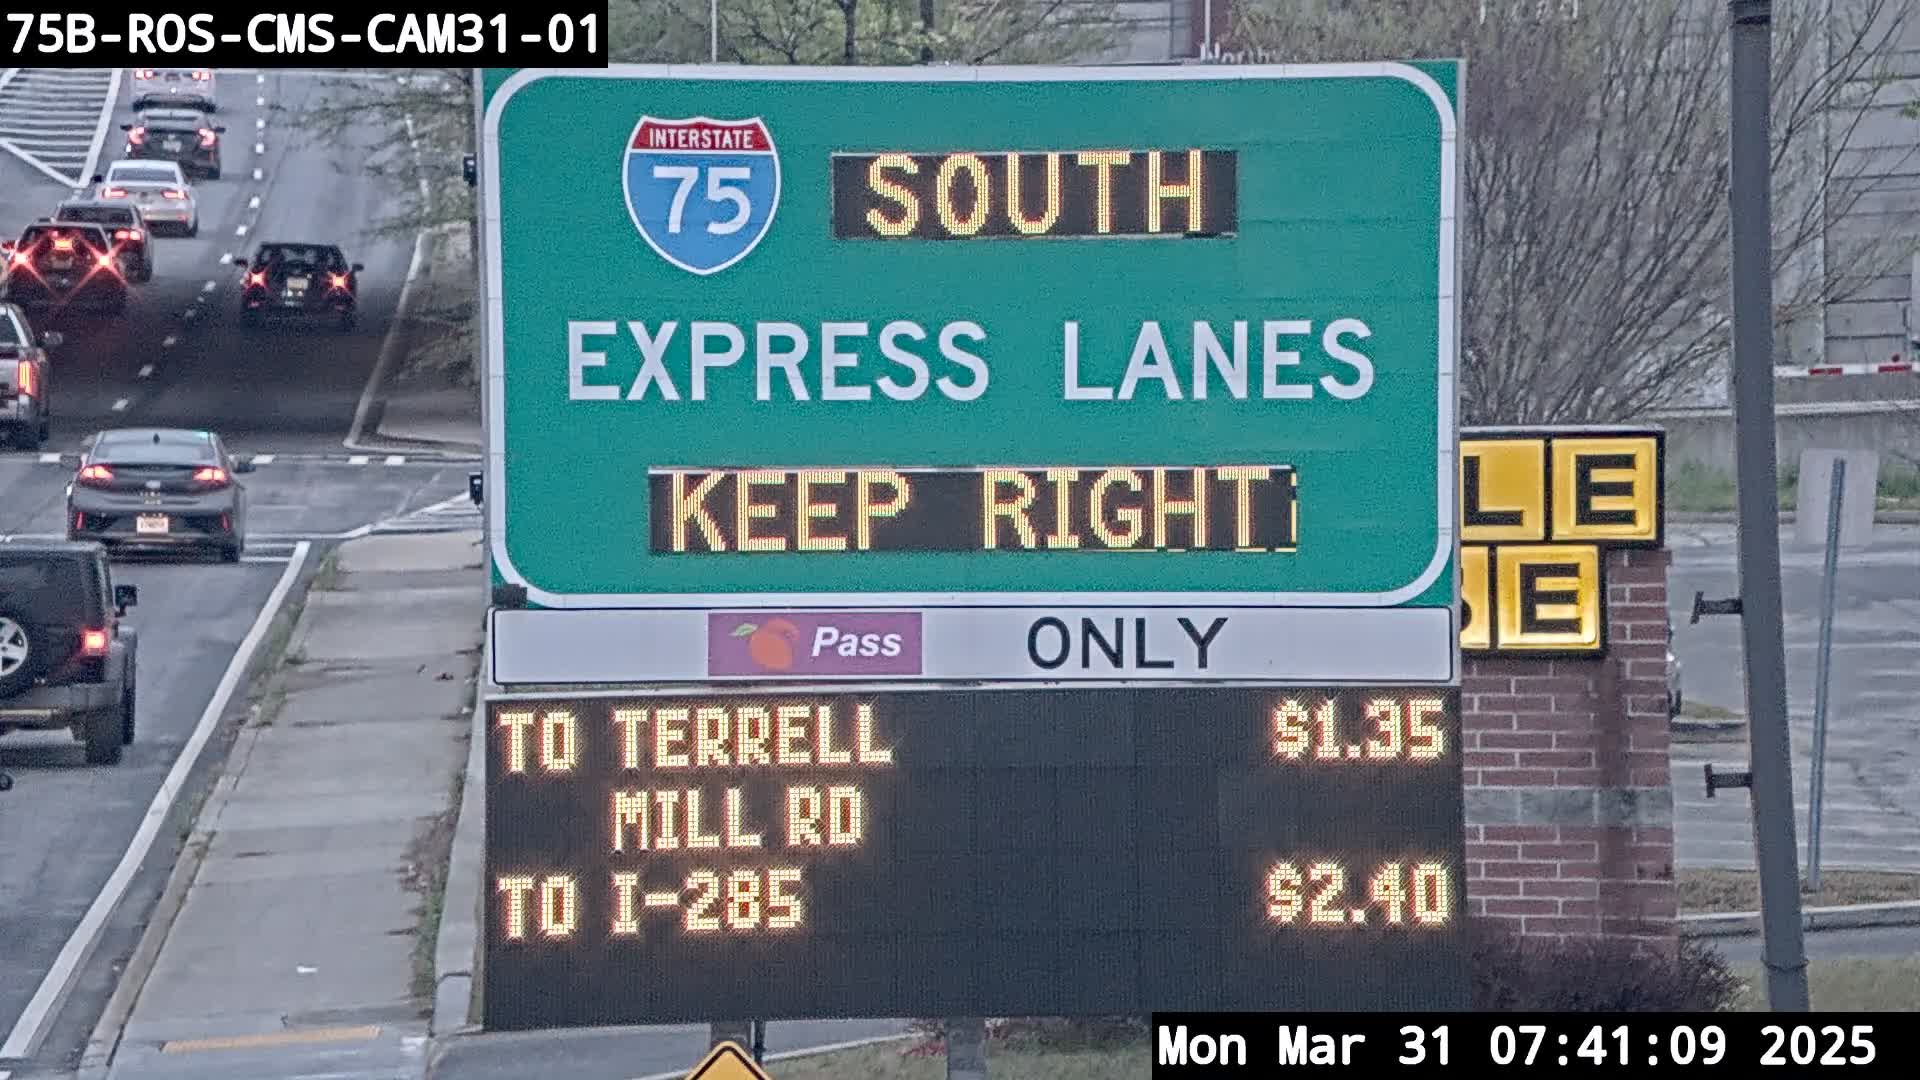 75B-ROS-CMS-CAM31-01
INTERSTATE
75
SOUTH
EXPRESS LANES
KEEP RIGHT
Pass ONLY
LE
E
TO TERRELL $1.35
MILL RD
TO I-285 $2.40
Mon Mar 31 07:41:09 2025